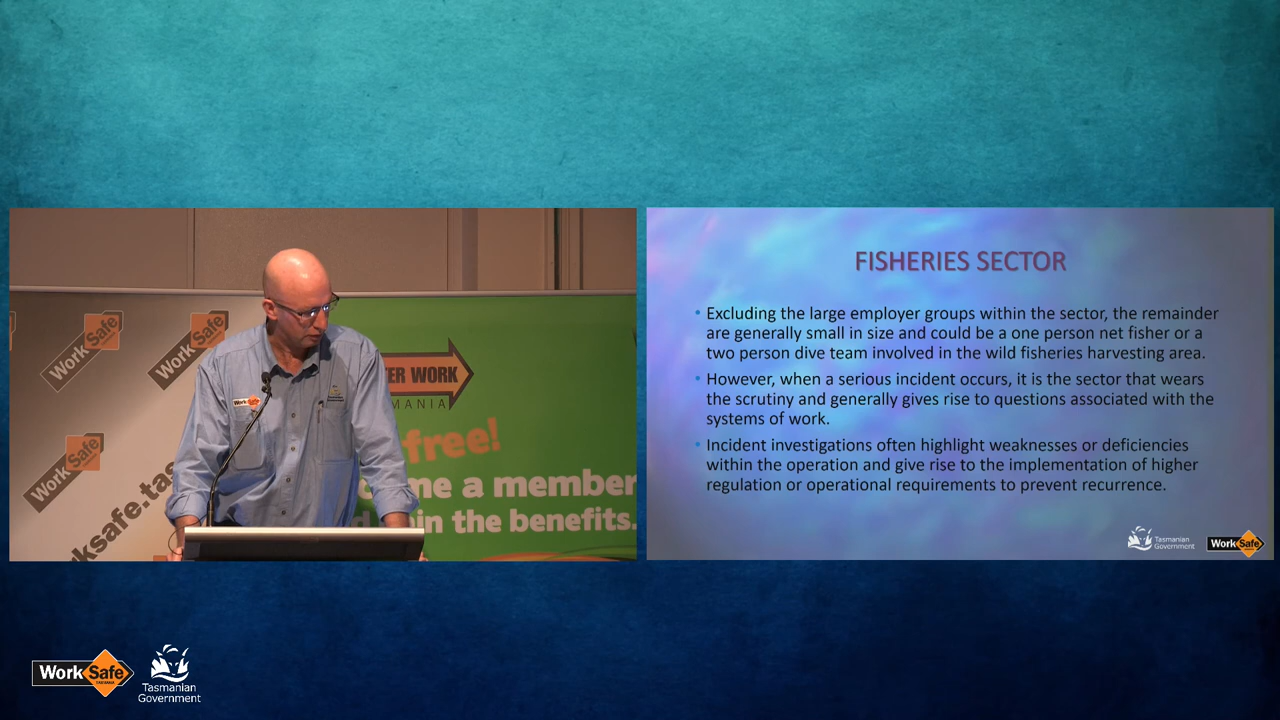 WorkSafe
WorkSafe
WorkSafe
ksafe.tas
Work
ER WORK
MANIA
free!
me a member
in the benefits.
FISHERIES SECTOR
• Excluding the large employer groups within the sector, the remainder
are generally small in size and could be a one person net fisher or a
two person dive team involved in the wild fisheries harvesting area.
• However, when a serious incident occurs, it is the sector that wears
the scrutiny and generally gives rise to questions associated with the
systems of work.
• Incident investigations often highlight weaknesses or deficiencies
within the operation and give rise to the implementation of higher
regulation or operational requirements to prevent recurrence.
Tasmanian
Government
WorkSafe
WorkSafe
TASMANIA
Tasmanian
Government